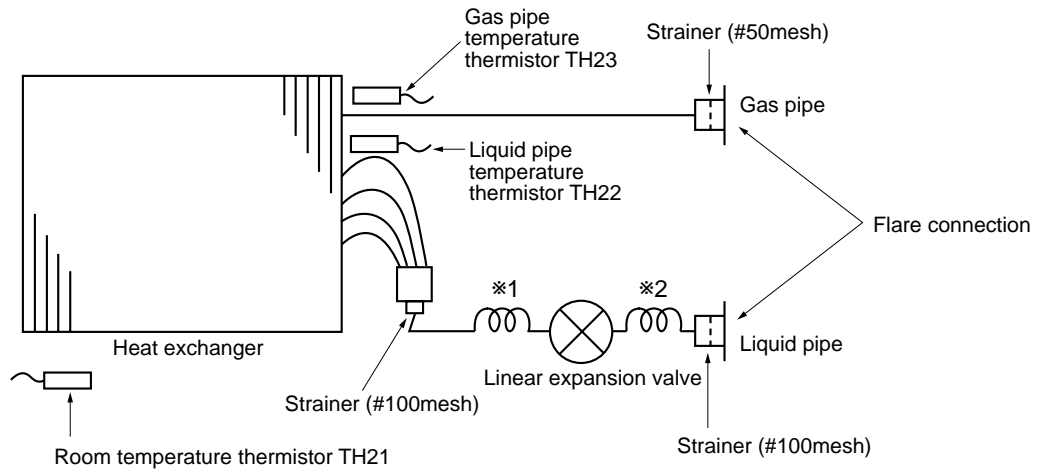 Gas pipe
temperature
thermistor TH23
Strainer (#50mesh)
Gas pipe
Liquid pipe
temperature
thermistor TH22
Flare connection
※1
※2
Heat exchanger
Linear expansion valve
Liquid pipe
Strainer (#100mesh)
Strainer (#100mesh)
Room temperature thermistor TH21